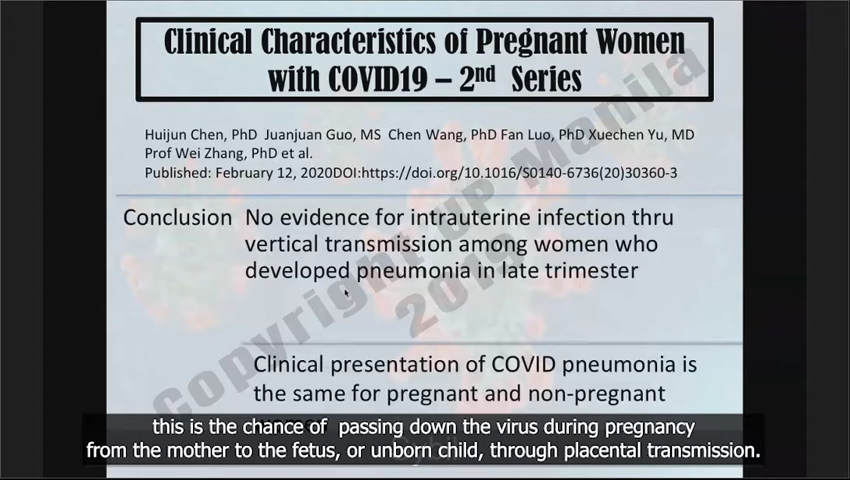 Clinical Characteristics of Pregnant Women
with COVID19 – 2nd Series
Huijun Chen, PhD Juanjuan Guo, MS Chen Wang, PhD Fan Luo, PhD Xuechen Yu, MD
Prof Wei Zhang, PhD et al.
Published: February 12, 2020DOI:https://doi.org/10.1016/S0140-6736(20)30360-3
Conclusion No evidence for intrauterine infection thru
vertical transmission among women who
developed pneumonia in late trimester
Copyright UP Manila
2019
Clinical presentation of COVID pneumonia is
the same for pregnant and non-pregnant
this is the chance of passing down the virus during pregnancy
from the mother to the fetus, or unborn child, through placental transmission.